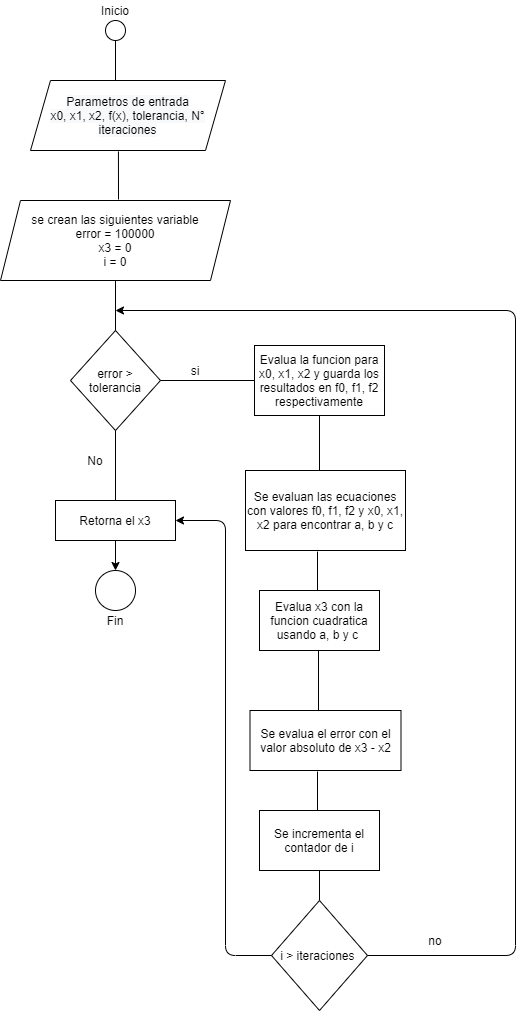 Inicio
Parametros de entrada
x0, x1, x2, f(x), tolerancia, N°
iteraciones
se crean las siguientes variable
error = 100000
x3 = 0
i = 0
error >
tolerancia
si
Evalua la funcion para
x0, x1, x2 y guarda los
resultados en f0, f1, f2
respectivamente
No
Se evaluan las ecuaciones
con valores f0, f1, f2 y x0, x1,
x2 para encontrar a, b y c
Retorna el x3
Fin
Evalua x3 con la
funcion cuadratica
usando a, b y c
Se evalua el error con el
valor absoluto de x3 - x2
Se incrementa el
contador de i
i > iteraciones
no